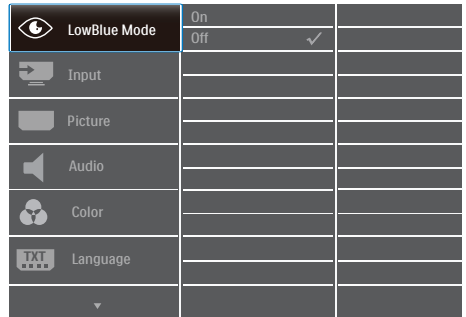 LowBlue Mode
On
Off
Input
Picture
Audio
Color
TXT
Language